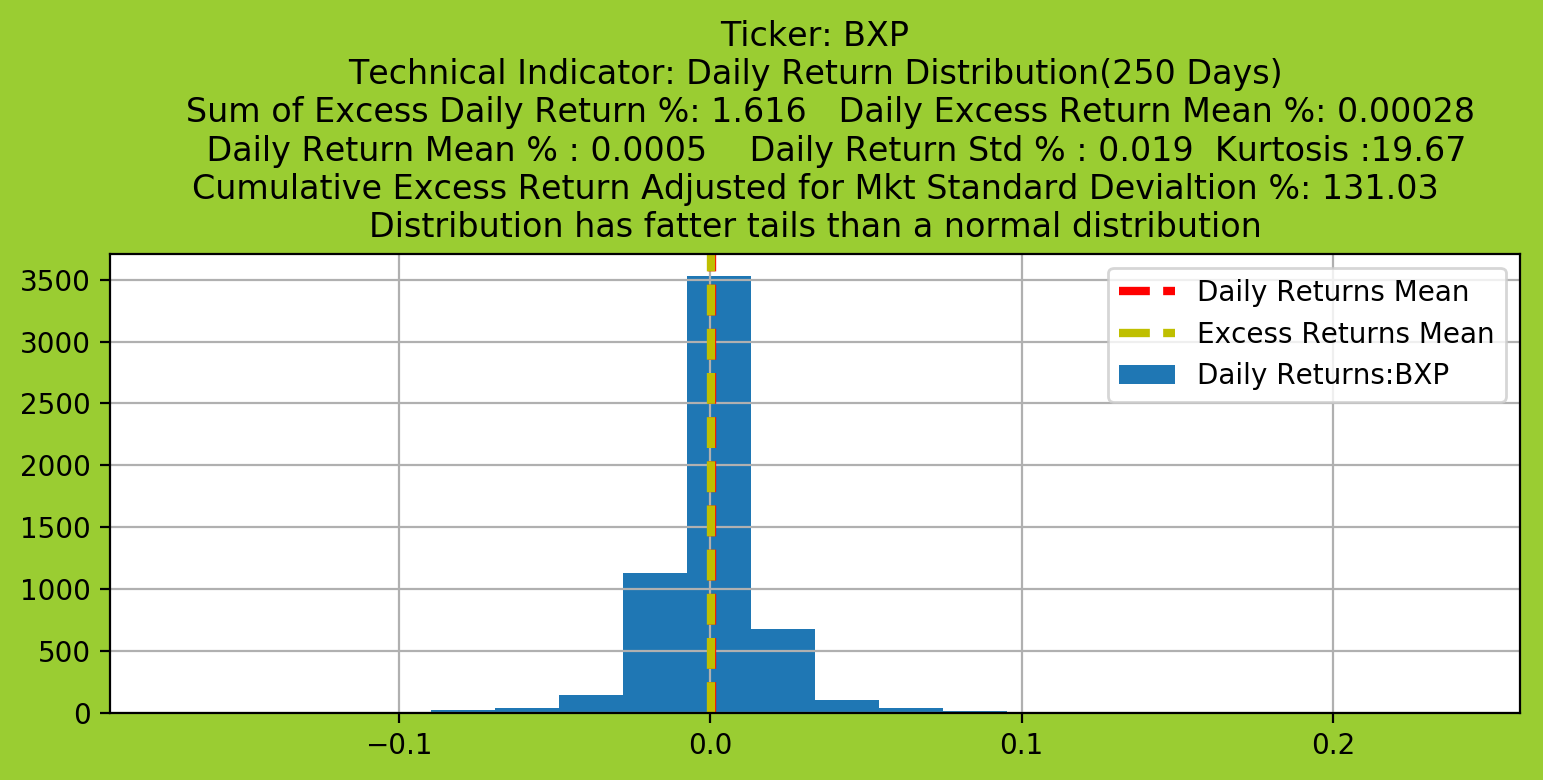 Ticker: BXP
Technical Indicator: Daily Return Distribution(250 Days)
Sum of Excess Daily Return %: 1.616   Daily Excess Return Mean %: 0.00028
Daily Return Mean % : 0.0005    Daily Return Std % : 0.019  Kurtosis :19.67
Cumulative Excess Return Adjusted for Mkt Standard Devialtion %: 131.03
Distribution has fatter tails than a normal distribution
3500
3000
2500
2000
1500
1000
500
0
Daily Returns Mean
Excess Returns Mean
Daily Returns:BXP
−0.1 0.0 0.1 0.2